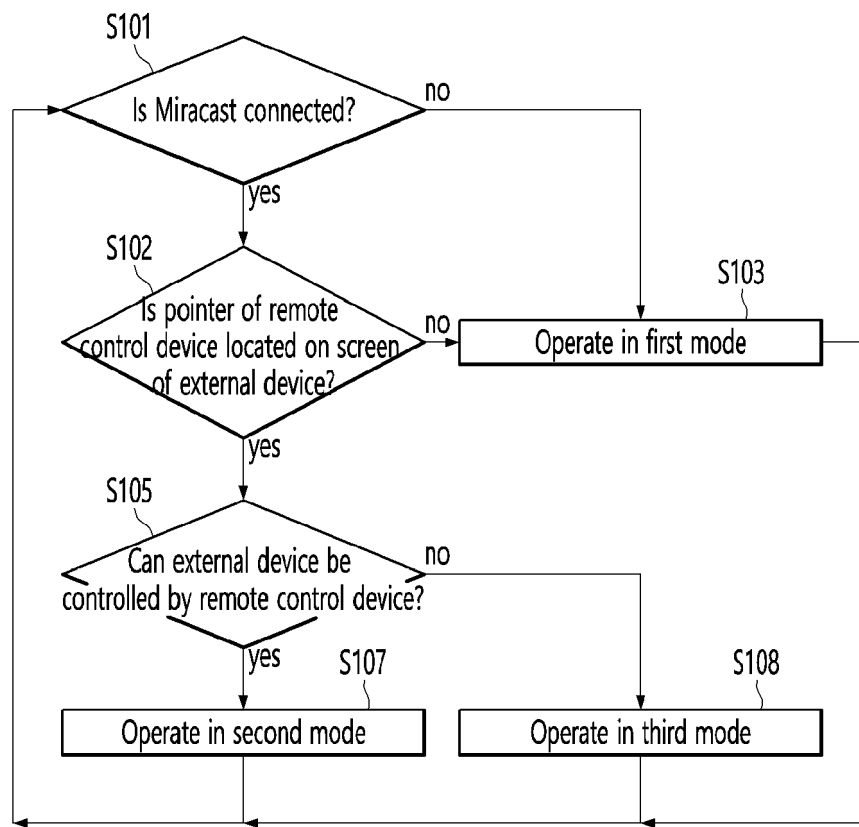 S101
Is Miracast connected?
no
yes
S102
Is pointer of remote
control device located on screen
of external device?
no
yes
S103
Operate in first mode
S105
Can external device be
controlled by remote control device?
no
yes
S107
Operate in second mode
S108
Operate in third mode